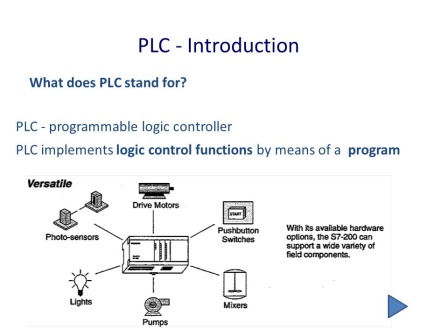 PLC - Introduction
What does PLC stand for?
PLC - programmable logic controller
PLC implements logic control functions by means of a program
Versatile
Drive Motors
Photo-sensors
START
Pushbutton
Switches
With its available hardware
options, the S7-200 can
support a wide variety of
field components.
Lights
Pumps
Mixers